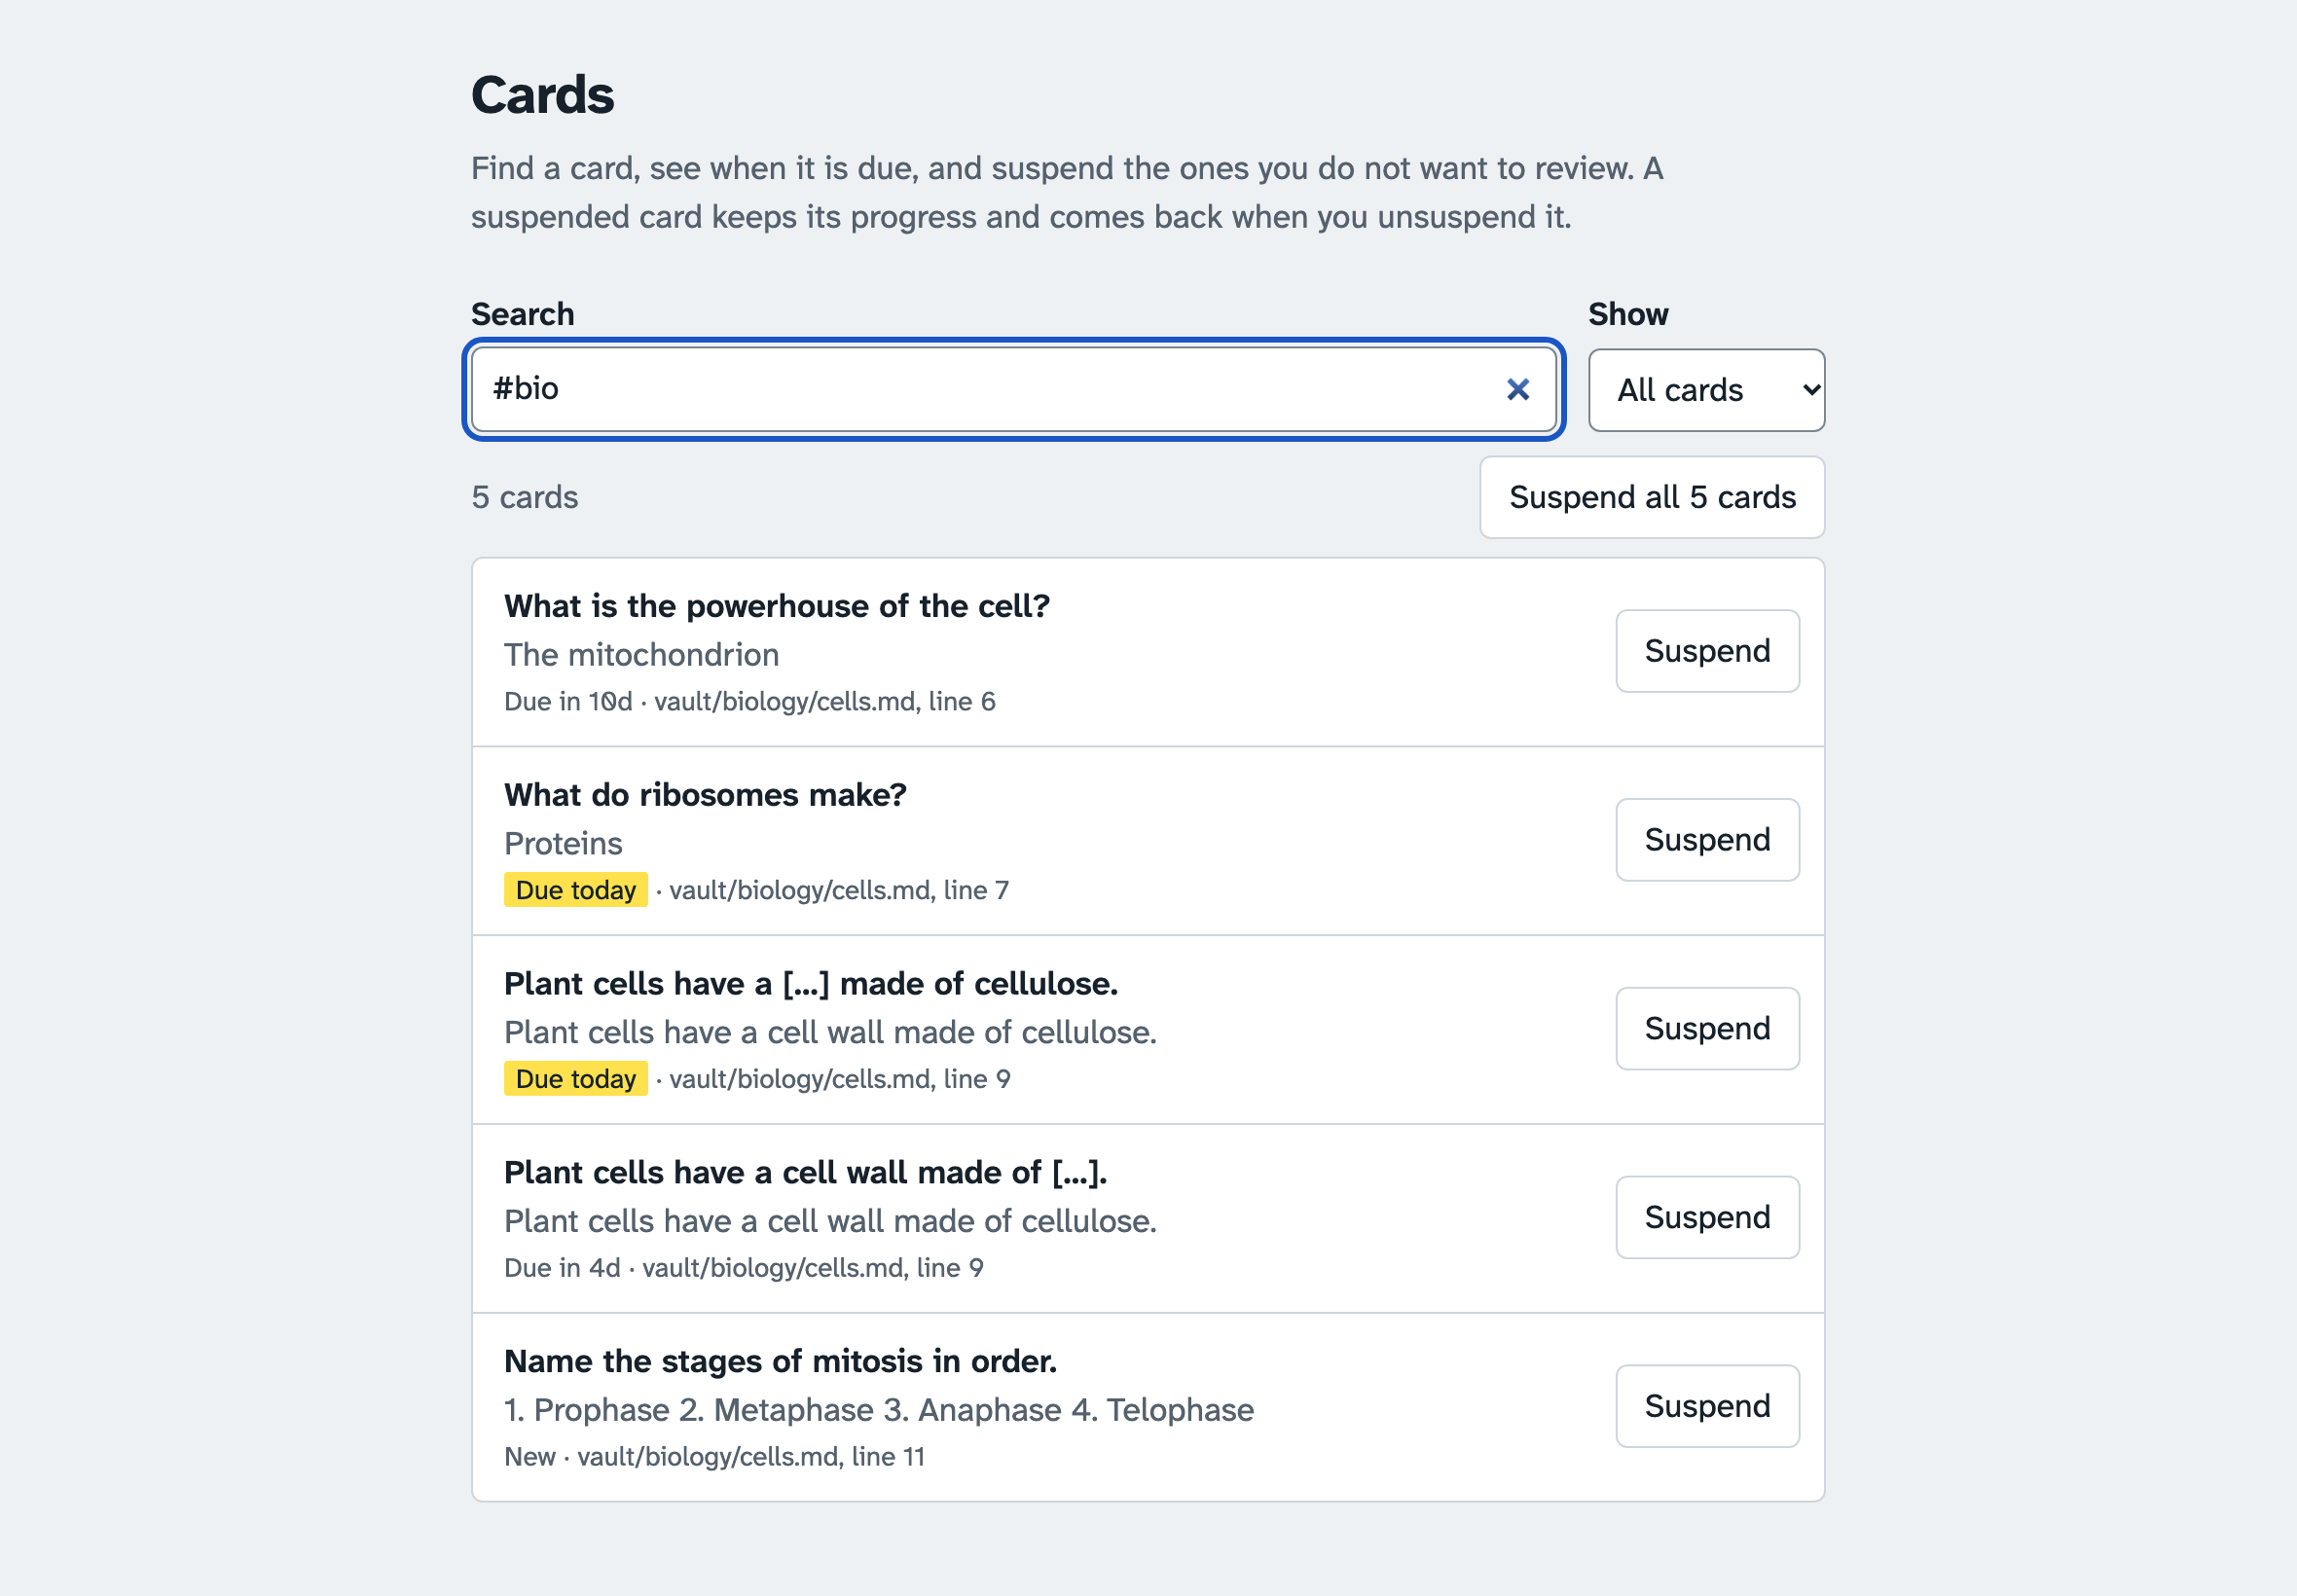 Cards
Find a card, see when it is due, and suspend the ones you do not want to review. A
suspended card keeps its progress and comes back when you unsuspend it.
Search
Show
#bio
All cards
5 cards
Suspend all 5 cards
What is the powerhouse of the cell?
The mitochondrion
Due in 10d · vault/biology/cells.md, line 6
Suspend
What do ribosomes make?
Proteins
Due today · vault/biology/cells.md, line 7
Suspend
Plant cells have a [...] made of cellulose.
Plant cells have a cell wall made of cellulose.
Due today · vault/biology/cells.md, line 9
Suspend
Plant cells have a cell wall made of [...].
Plant cells have a cell wall made of cellulose.
Due in 4d · vault/biology/cells.md, line 9
Suspend
Name the stages of mitosis in order.
1. Prophase 2. Metaphase 3. Anaphase 4. Telophase
New · vault/biology/cells.md, line 11
Suspend